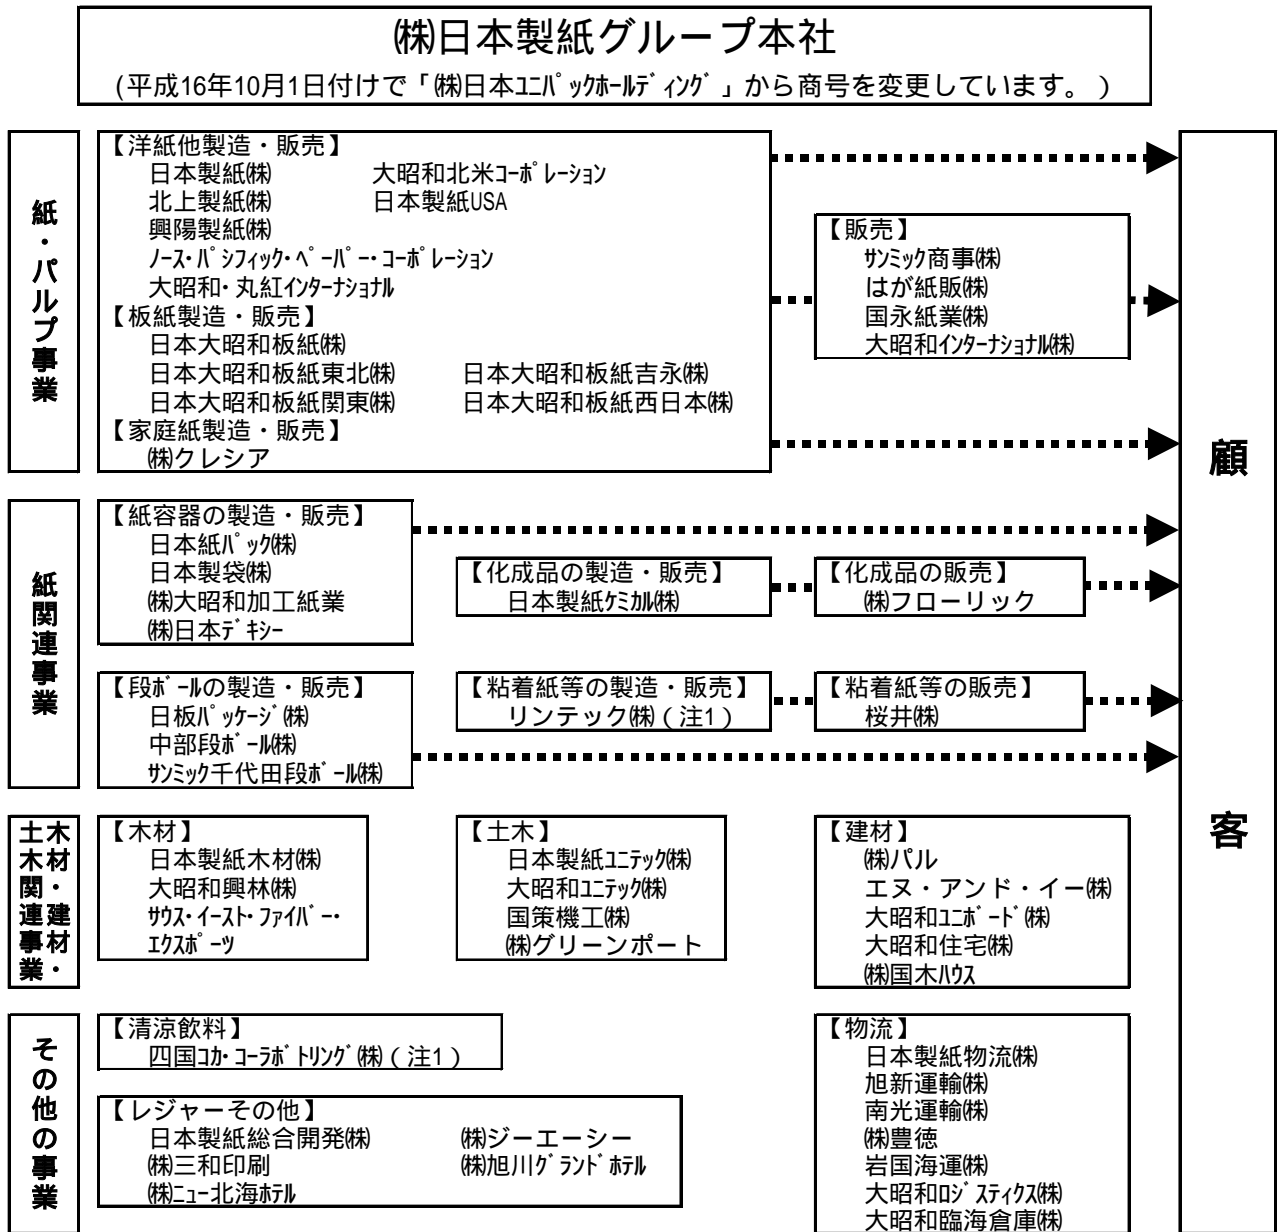 ㈱日本製紙グループ本社
（平成16年10月1日付けで「㈱日本ﾕﾆﾊﾟｯｸﾎｰﾙﾃﾞｨﾝｸﾞ」から商号を変更しています。）
紙・パルプ事業
【洋紙他製造・販売】
日本製紙㈱ 大昭和北米ｺｰﾎﾟﾚｰｼｮﾝ
北上製紙㈱ 日本製紙USA
興陽製紙㈱
ﾉｰｽ･ﾊﾟｼﾌｨｯｸ･ﾍﾟｰﾊﾟｰ･ｺｰﾎﾟﾚｰｼｮﾝ
大昭和･丸紅ｲﾝﾀｰﾅｼｮﾅﾙ
【板紙製造・販売】
日本大昭和板紙㈱
日本大昭和板紙東北㈱ 日本大昭和板紙吉永㈱
日本大昭和板紙関東㈱ 日本大昭和板紙西日本㈱
【家庭紙製造・販売】
㈱クレシア
【販売】
ｻﾝﾐｯｸ商事㈱
はが紙販㈱
国永紙業㈱
大昭和ｲﾝﾀｰﾅｼｮﾅﾙ㈱
顧客
紙関連事業
【紙容器の製造・販売】
日本紙ﾊﾟｯｸ㈱
日本製袋㈱
㈱大昭和加工紙業
㈱日本ﾃﾞｷｼｰ
【化成品の製造・販売】
日本製紙ｹﾐｶﾙ㈱
【化成品の販売】
㈱フローリック
【段ﾎﾞｰﾙの製造・販売】
日板ﾊﾟｯｹｰｼﾞ㈱
中部段ﾎﾞｰﾙ㈱
ｻﾝﾐｯｸ千代田段ﾎﾞｰﾙ㈱
【粘着紙等の製造・販売】
リンテック㈱（注1）
【粘着紙等の販売】
桜井㈱
木材・建材・
土木関連事業
【木材】
日本製紙木材㈱
大昭和興林㈱
ｻｳｽ･ｲｰｽﾄ･ﾌｧｲﾊﾞｰ･
ｴｸｽﾎﾟｰﾂ
【土木】
日本製紙ﾕﾆﾃｯｸ㈱
大昭和ﾕﾆﾃｯｸ㈱
国策機工㈱
㈱グリーンポート
【建材】
㈱パル
エヌ・アンド・イー㈱
大昭和ﾕﾆﾎﾞｰﾄﾞ㈱
大昭和住宅㈱
㈱国木ﾊｳｽ
その他の事業
【清涼飲料】
四国ｺｶ･ｺｰﾗﾎﾞﾄﾘﾝｸﾞ㈱（注1）
【レジャーその他】
日本製紙総合開発㈱ ㈱ジーエーシー
㈱三和印刷 ㈱旭川ｸﾞﾗﾝﾄﾞﾎﾃﾙ
㈱ﾆｭｰ北海ﾎﾃﾙ
【物流】
日本製紙物流㈱
旭新運輸㈱
南光運輸㈱
㈱豊徳
岩国海運㈱
大昭和ﾛｼﾞｽﾃｨｸｽ㈱
大昭和臨海倉庫㈱